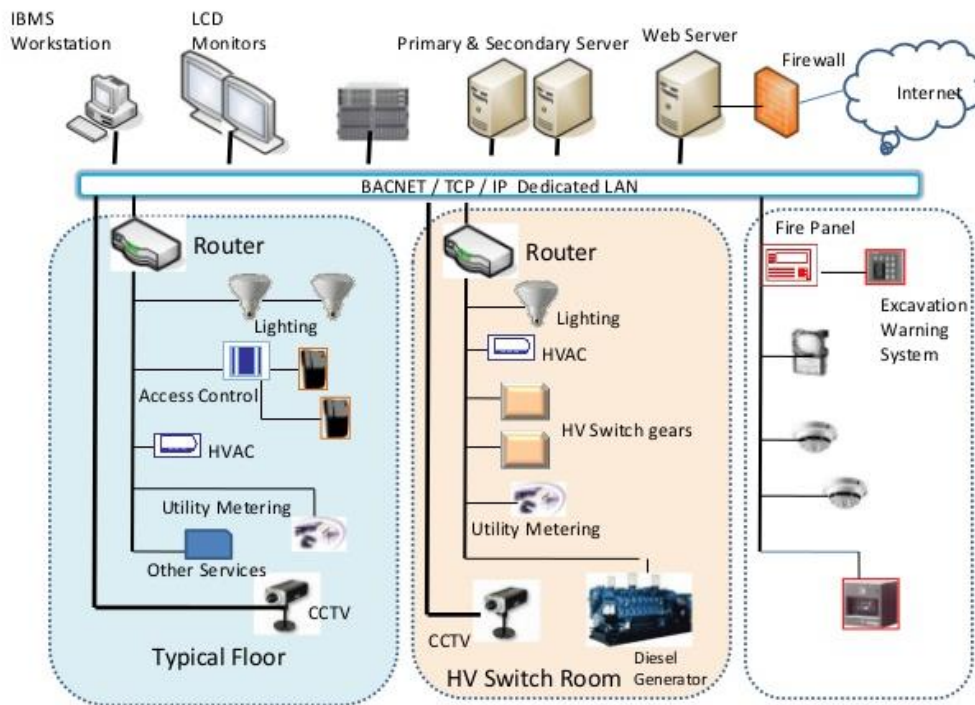 IBMS
Workstation
LCD
Monitors
Primary & Secondary Server
Web Server
Firewall
Internet
BACNET / TCP / IP Dedicated LAN
Router
Lighting
Access Control
HVAC
Utility Metering
Other Services
CCTV
Typical Floor
Router
Lighting
HVAC
HV Switch gears
Utility Metering
CCTV
Diesel
Generator
HV Switch Room
Fire Panel
Excavation
Warning
System